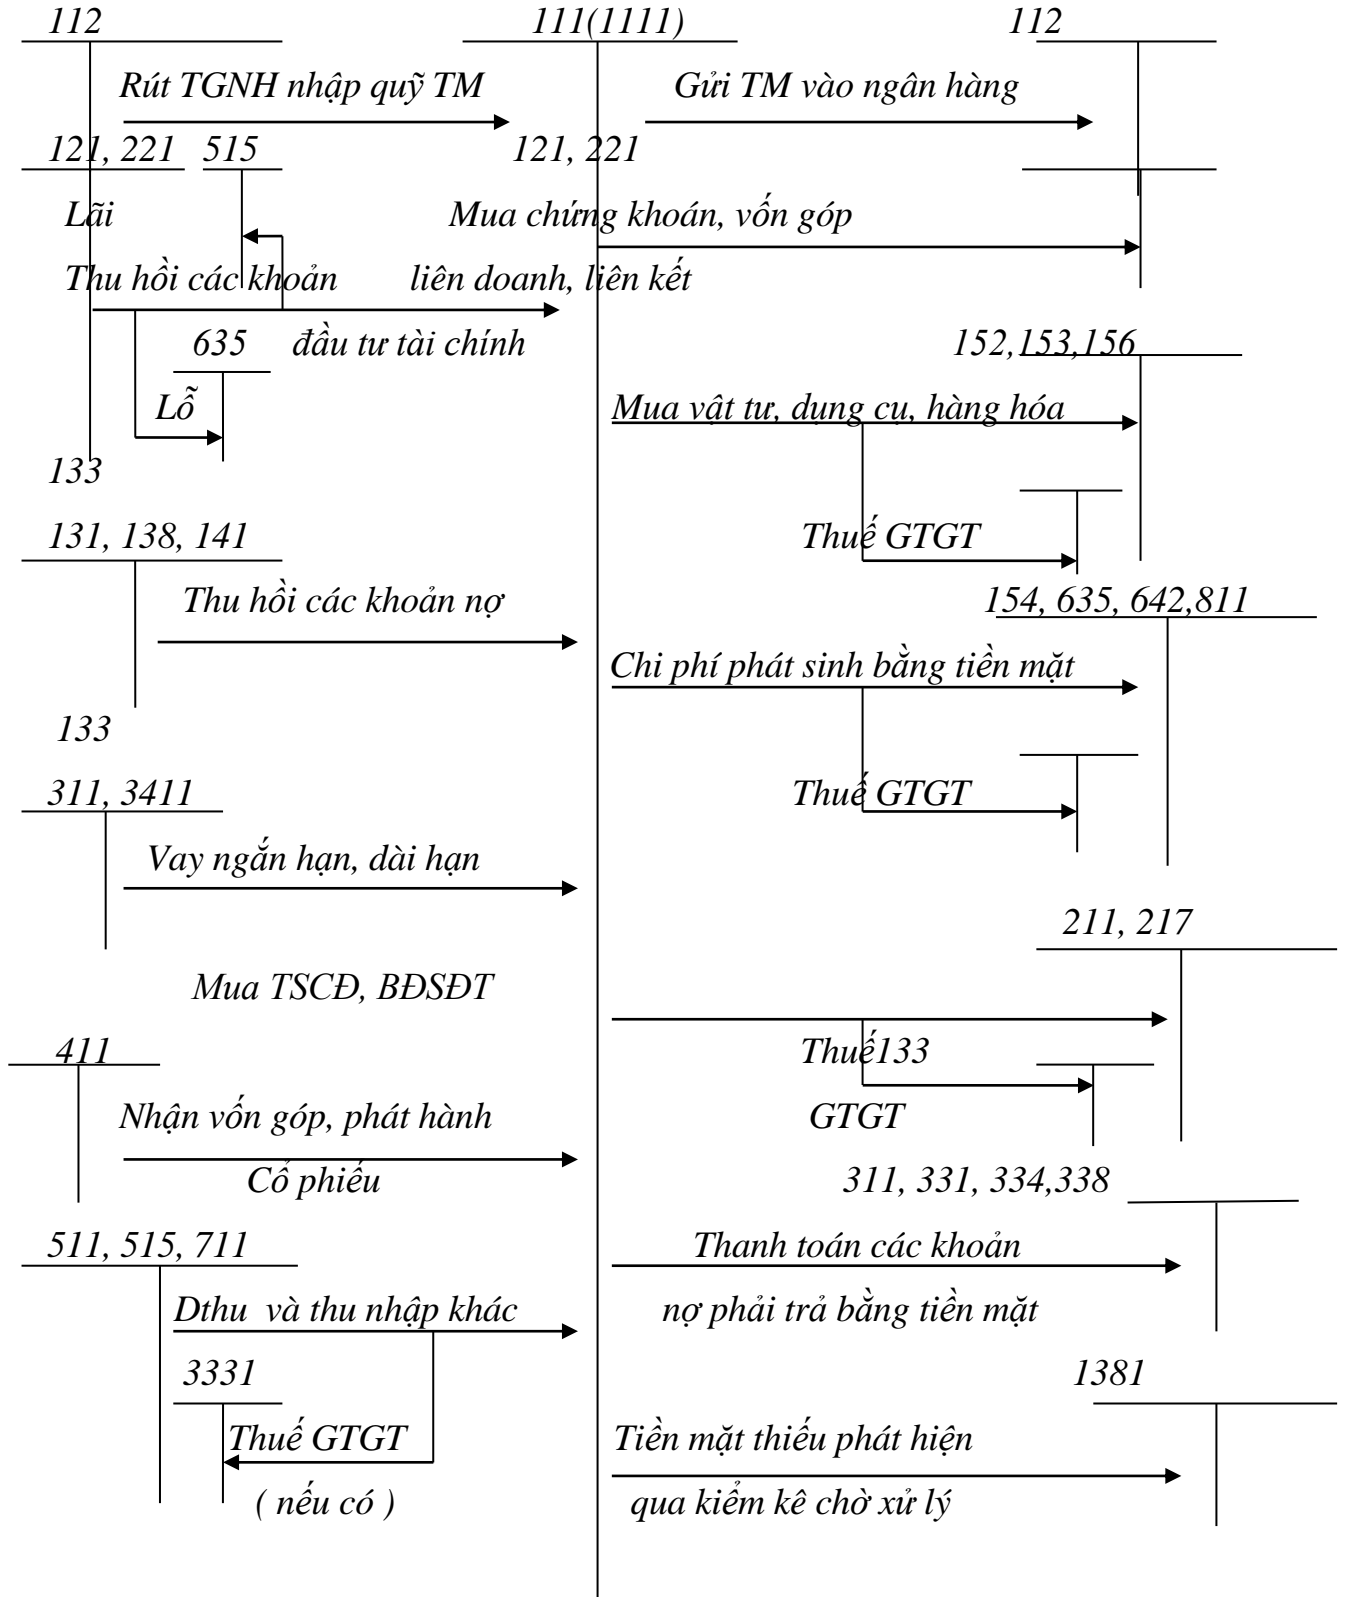 112 111(1111) 112
Rút TGNH nhập quỹ TM Gửi TM vào ngân hàng
121, 221 515 121, 221
Lãi Mua chứng khoán, vốn góp
Thu hồi các khoản liên doanh, liên kết
635 đầu tư tài chính 152,153,156
Lỗ Mua vật tư, dụng cụ, hàng hóa
133
131, 138, 141 Thuế GTGT
Thu hồi các khoản nợ 154, 635, 642,811
Chi phí phát sinh bằng tiền mặt
133
311, 3411 Thuế GTGT
Vay ngắn hạn, dài hạn
211, 217
Mua TSCĐ, BĐSĐT
411 Thuế133
Nhận vốn góp, phát hành GTGT
Cổ phiếu 311, 331, 334,338
511, 515, 711 Thanh toán các khoản
Dthu và thu nhập khác nợ phải trả bằng tiền mặt
3331 1381
Thuế GTGT Tiền mặt thiếu phát hiện
( nếu có ) qua kiểm kê chờ xử lý